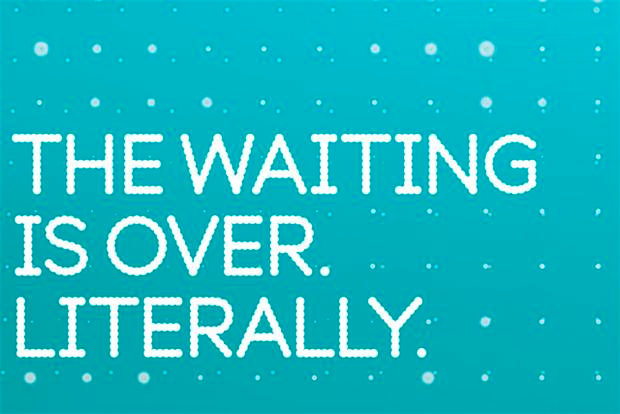 THE WAITING
IS OVER.
LITERALLY.